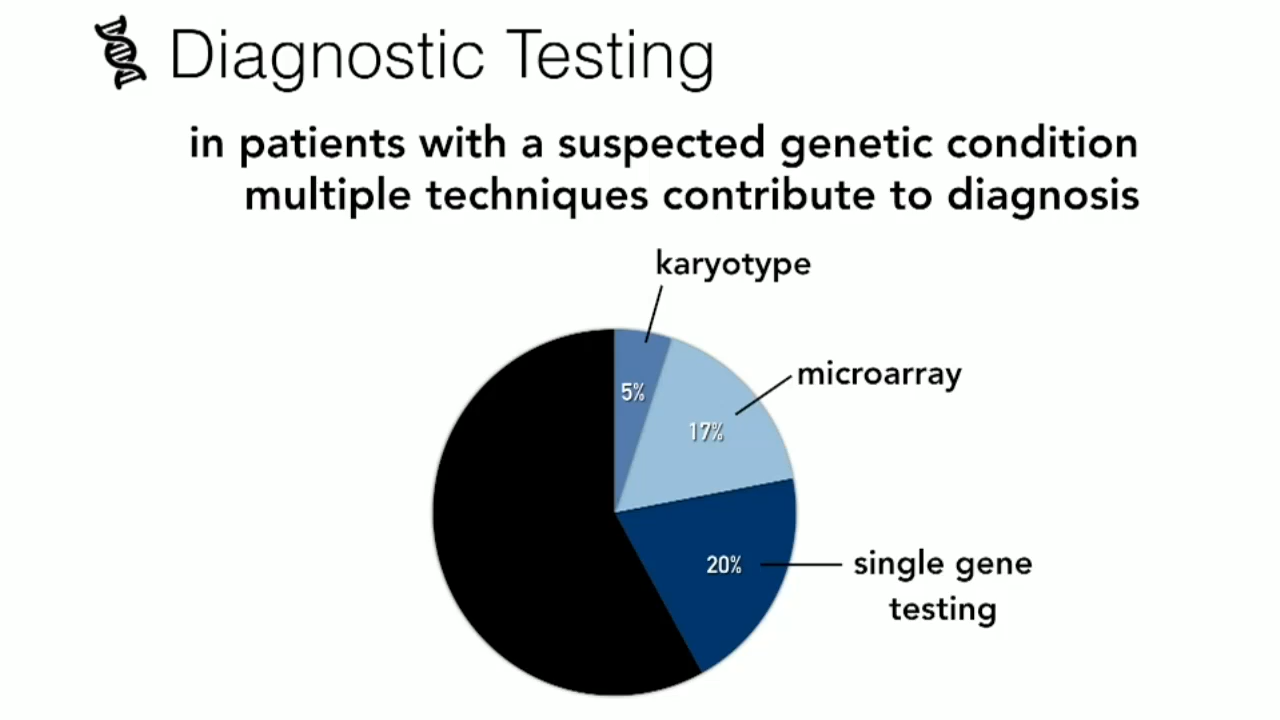 Diagnostic Testing
in patients with a suspected genetic condition
multiple techniques contribute to diagnosis
karyotype
microarray
5%
17%
20%
single gene
testing